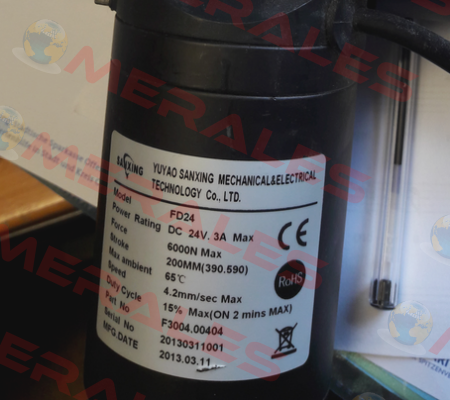 SANXING
YUYAO SANXING MECHANICAL&ELECTRICAL
TECHNOLOGY Co., LTD.
Model FD24
Power Rating DC 24V. 3A Max
Force 6000N Max
Stroke 200MM(390.590)
Max ambient 65℃
Speed 4.2mm/sec Max
Duty Cycle 15% Max(ON 2 mins MAX)
Part No F3004.00404
Serial No 20130311001
MFG.DATE 2013.03.11
CE
RoHS
MERALES
MERALES
MERALES